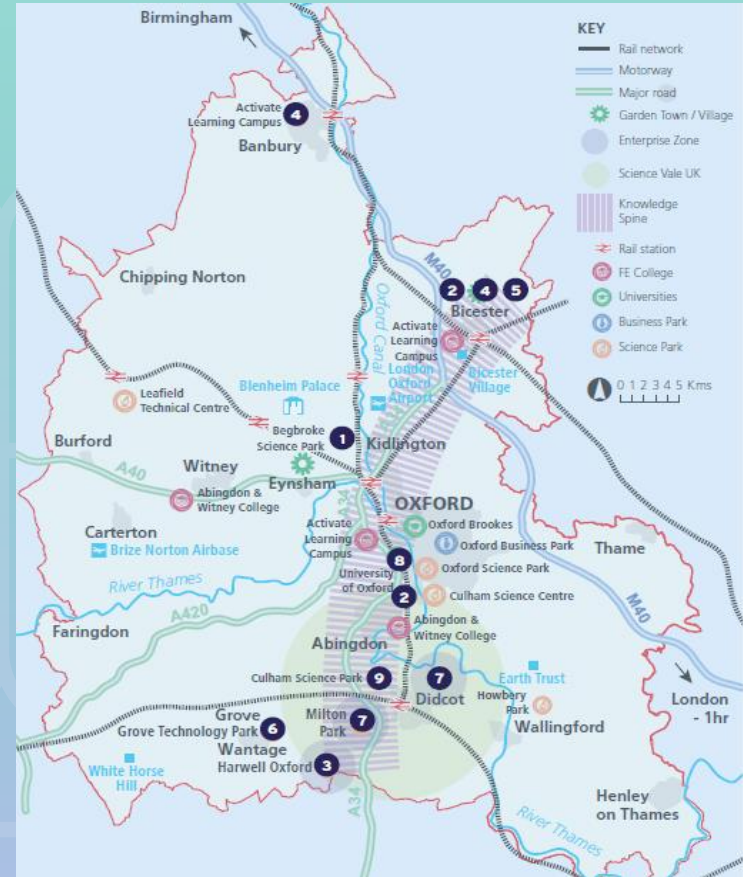 Birmingham
Activate
Learning Campus
4
Banbury
Chipping Norton
M40
2 4 5
Bicester
Activate
Learning
Campus
Bicester
Village
Oxford Canal
London
Oxford
Airport
Leafield
Technical Centre
Blenheim Palace
Begbroke
Science Park
1
Kidlington
Burford
A40
Witney
Eynsham
A34
Abingdon &
Witney College
Carterton
Brize Norton Airbase
River Thames
A420
Faringdon
OXFORD
Oxford Brookes
Activate
Learning
Campus
Oxford Business Park
8
Oxford Science Park
University
of Oxford
2
Culham Science Centre
Abingdon &
Witney College
Abingdon
Thame
M40
Culham Science Park
9
7
Didcot
Earth Trust
Howbery
Park
Wallingford
London
- 1hr
Grove
Grove Technology Park
6
Milton
Park
7
Wantage
Harwell Oxford
3
White Horse
Hill
A34
Henley
on Thames
River Thames
KEY
Rail network
Motorway
Major road
Garden Town / Village
Enterprise Zone
Science Vale UK
Knowledge
Spine
Rail station
FE College
Universities
Business Park
Science Park
0 1 2 3 4 5 Kms